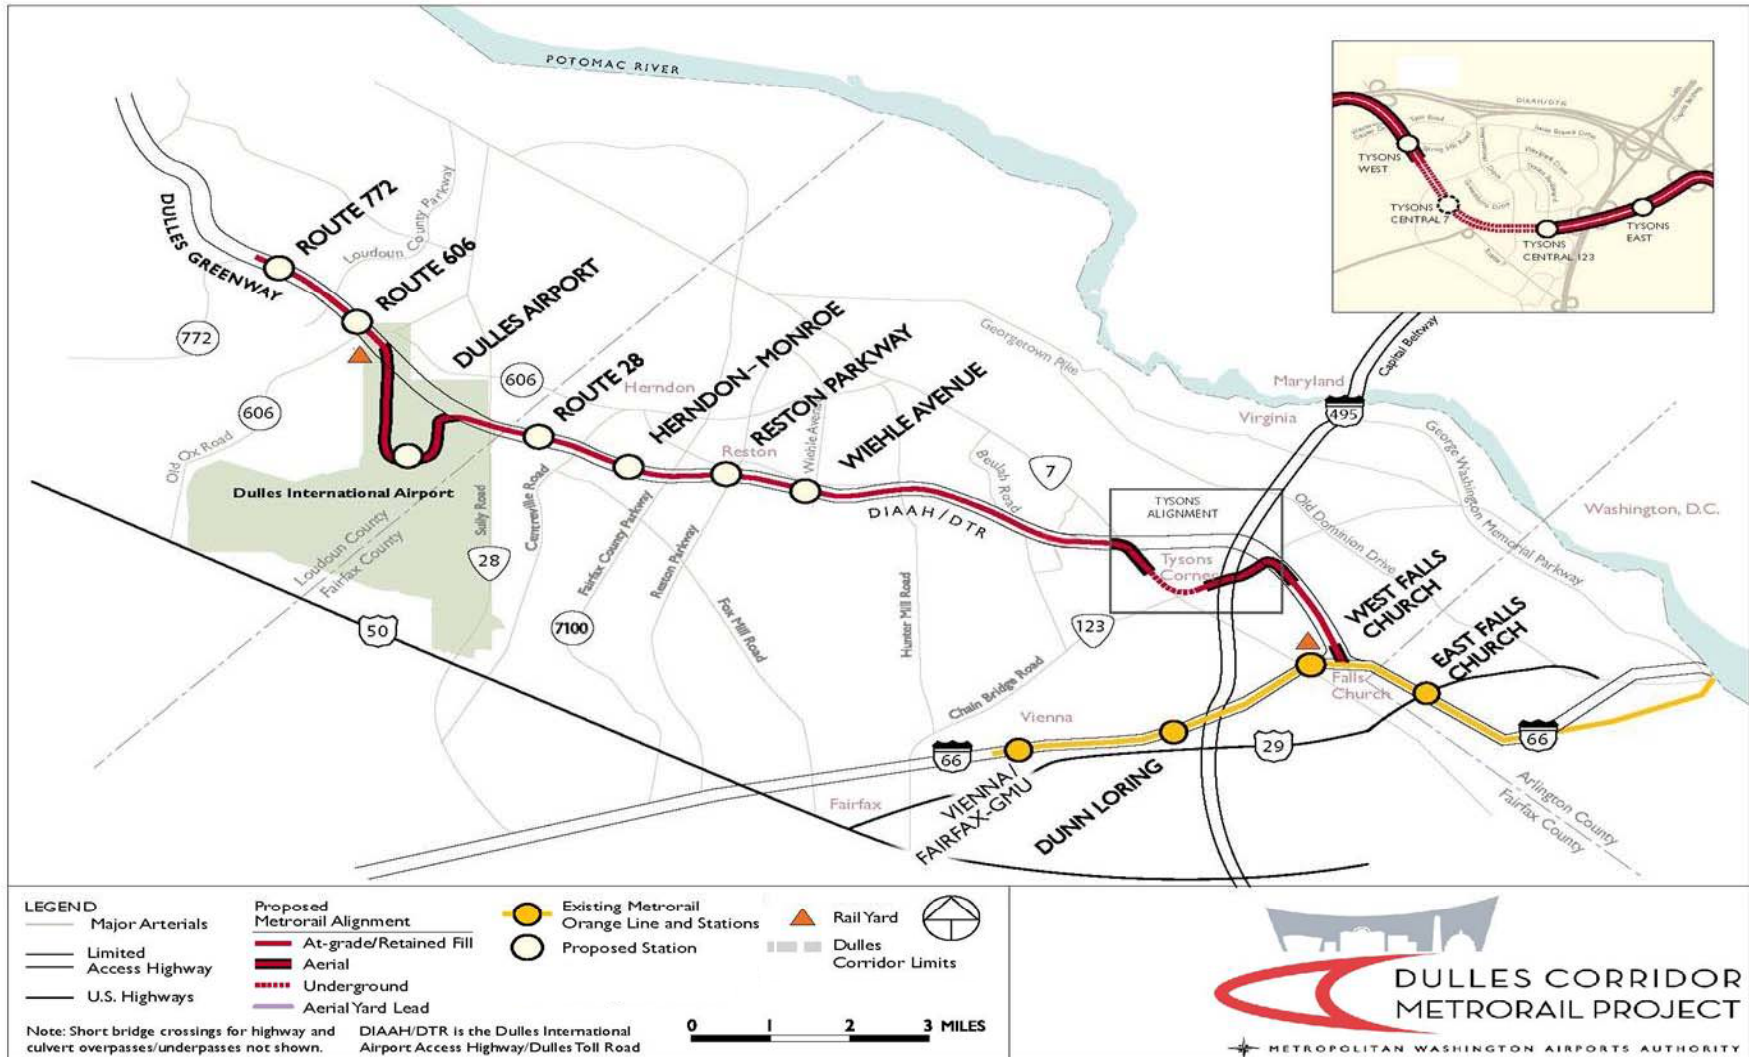 POTOMAC RIVER
DIAAH/DTR
Capital Beltway
TYSONS
WEST
TYSONS
CENTRAL 7
TYSONS
CENTRAL 123
TYSONS
EAST
Route 7
DULLES
GREENWAY
ROUTE 772
Loudoun County Parkway
ROUTE 606
DULLES AIRPORT
ROUTE 28
HERNDON-MONROE
RESTON PARKWAY
WIEHLE AVENUE
772
606
606
Herndon
Reston
Wiehle Avenue
Georgetown Pike
Maryland
Virginia
495
Capital Beltway
George Washington Memorial Parkway
Washington, D.C.
Old Ox Road
Dulles International Airport
Loudoun County
Fairfax County
Sully Road
28
Centreville Road
Fairfax County Parkway
Reston Parkway
7100
Fox Mill Road
Hunter Mill Road
DIAAH/DTR
Beulah Road
7
TYSONS
ALIGNMENT
Tysons
Corner
Old Dominion Drive
123
Chain Bridge Road
WEST FALLS
CHURCH
EAST FALLS
CHURCH
Falls
Church
50
Vienna
66
29
66
Fairfax
VIENNA/
FAIRFAX-GMU
DUNN LORING
Arlington County
Fairfax County
LEGEND
Major Arterials
Limited
Access Highway
U.S. Highways
Proposed
Metrorail Alignment
At-grade/Retained Fill
Aerial
Underground
Aerial Yard Lead
Existing Metrorail
Orange Line and Stations
Proposed Station
Rail Yard
Dulles
Corridor Limits
Note: Short bridge crossings for highway and
culvert overpasses/underpasses not shown.
DIAAH/DTR is the Dulles International
Airport Access Highway/Dulles Toll Road
0 1 2 3 MILES
DULLES CORRIDOR
METRORAIL PROJECT
METROPOLITAN WASHINGTON AIRPORTS AUTHORITY